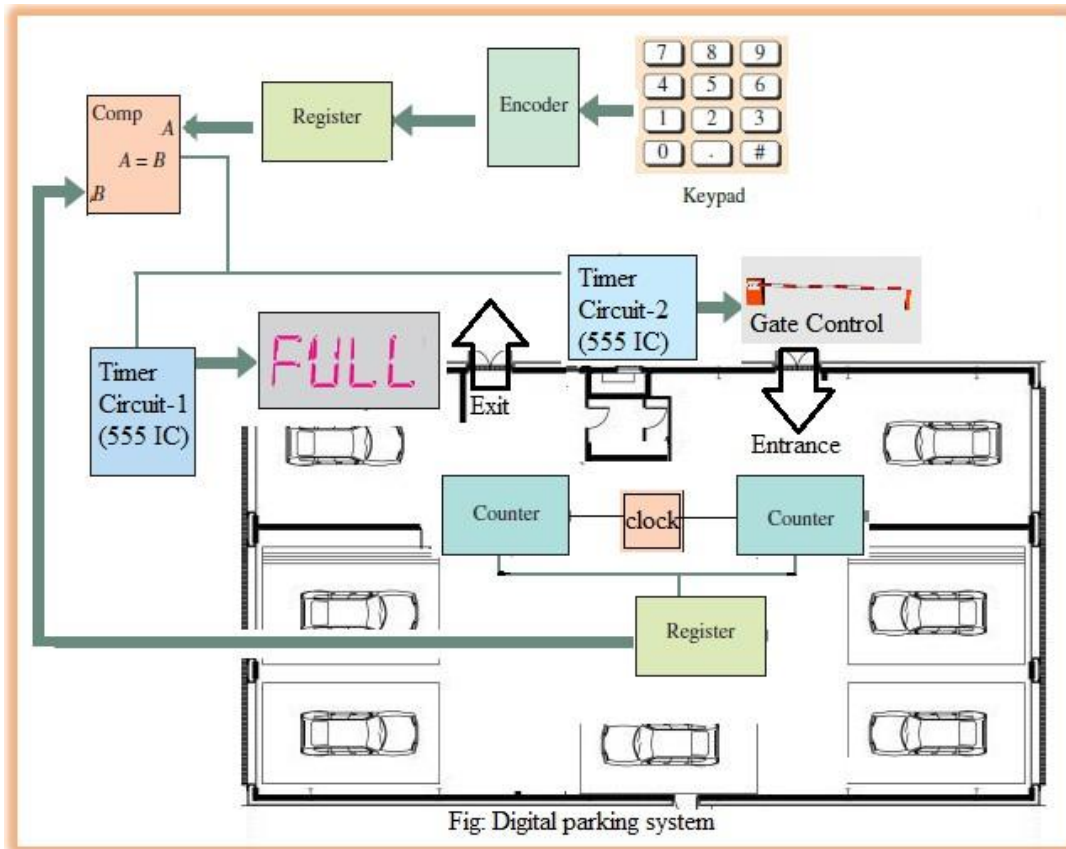 7 8 9
4 5 6
1 2 3
0 . #
Keypad
Encoder
Register
Comp
A
A = B
B
Timer
Circuit-1
(555 IC)
FULL
Exit
Timer
Circuit-2
(555 IC)
Gate Control
Entrance
Counter
clock
Counter
Register
Fig: Digital parking system